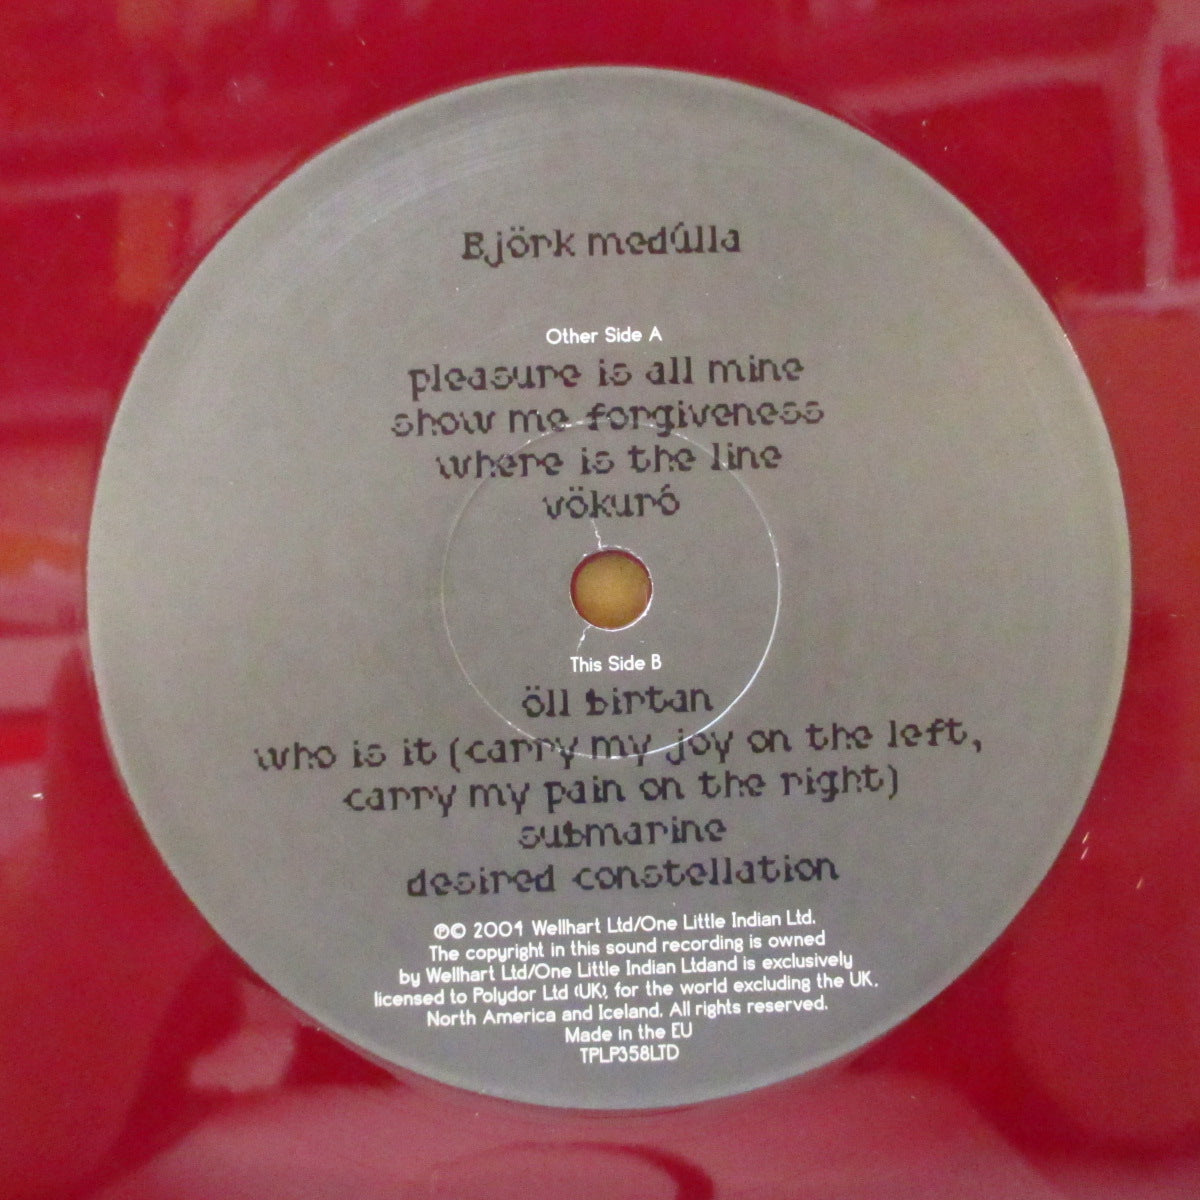 Björk medúlla
Other Side A
pleasure is all mine
show me forgiveness
where is the line
vökuró
This Side B
öll birtan
who is it (carry my joy on the left,
carry my pain on the right)
submarine
desired constellation
℗© 2004 Wellhart Ltd/One Little Indian Ltd.
The copyright in this sound recording is owned
by Wellhart Ltd/One Little Indian Ltdand is exclusively
licensed to Polydor Ltd (UK), for the world excluding the UK,
North America and Iceland. All rights reserved.
Made in the EU
TPLP358LTD